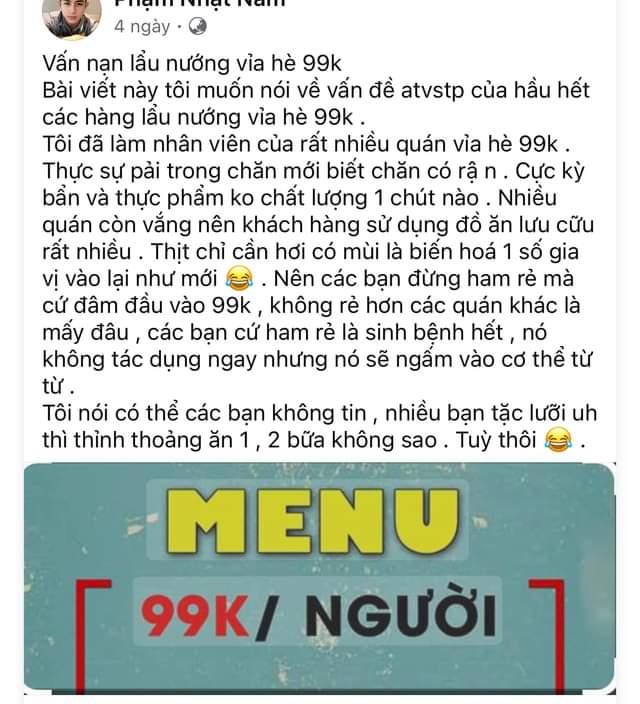 Phạm Nhật Nam
4 ngày ·
Vấn nạn lẩu nướng vỉa hè 99k
Bài viết này tôi muốn nói về vấn đề atvstp của hầu hết
các hàng lẩu nướng vỉa hè 99k .
Tôi đã làm nhân viên của rất nhiều quán vỉa hè 99k .
Thực sự pải trong chăn mới biết chăn có rậ n . Cực kỳ
bẩn và thực phẩm ko chất lượng 1 chút nào . Nhiều
quán còn vắng nên khách hàng sử dụng đồ ăn lưu cữu
rất nhiều . Thịt chỉ cần hơi có mùi là biến hoá 1 số gia
vị vào lại như mới 😂 . Nên các bạn đừng ham rẻ mà
cứ đâm đầu vào 99k , không rẻ hơn các quán khác là
mấy đâu , các bạn cứ ham rẻ là sinh bệnh hết , nó
không tác dụng ngay nhưng nó sẽ ngấm vào cơ thể từ
từ .
Tôi nói có thể các bạn không tin , nhiều bạn tặc lưỡi uh
thì thỉnh thoảng ăn 1 , 2 bữa không sao . Tuỳ thôi 😂 .
MENU
99K/ NGƯỜI